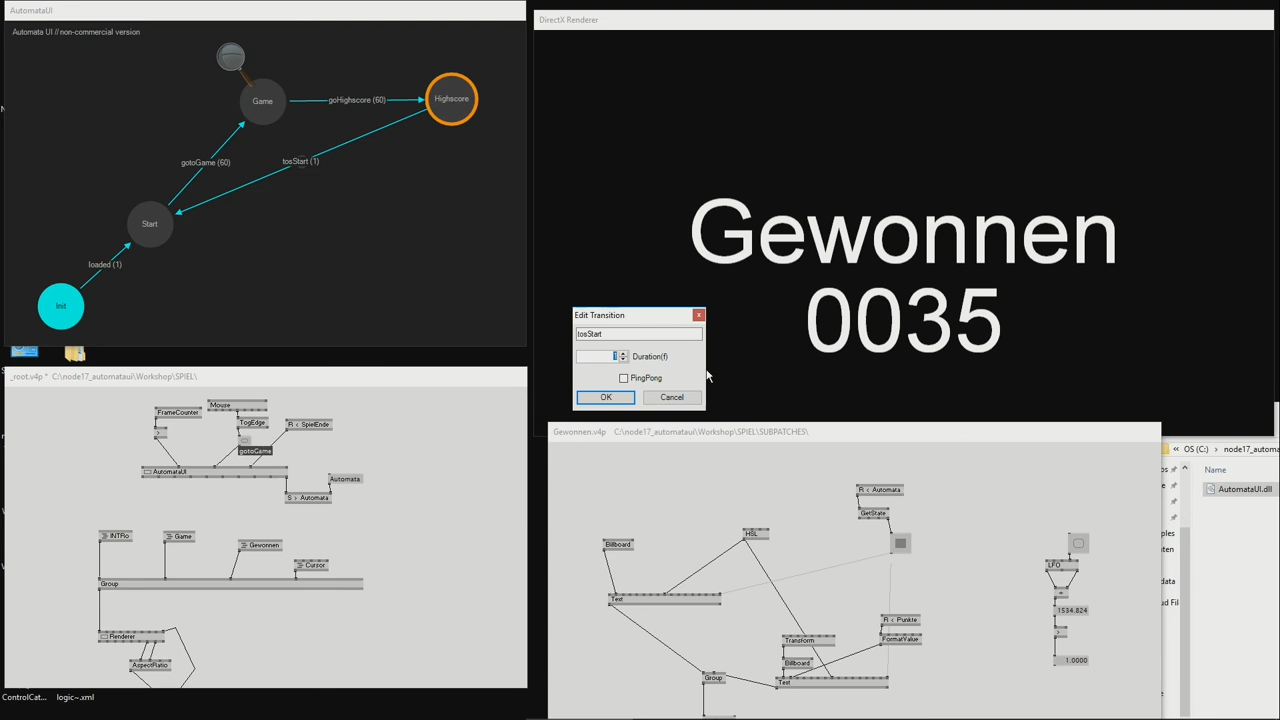 AutomataUI
Automata UI // non-commercial version
Game
goHighscore (60)
Highscore
gotoGame (60)
tosStart (1)
Start
loaded (1)
Init
DirectX Renderer
Gewonnen
0035
Edit Transition
x
tosStart
1
Duration(f)
PingPong
OK
Cancel
_root.v4p * C:\node17_automataui\Workshop\SPIEL\
FrameCounter
Mouse
TogEdge
R < SpielEnde
>
gotoGame
AutomataUI
Automata
S > Automata
INTRo
Game
Gewonnen
Cursor
Group
Renderer
AspectRatio
ControlCat...
logic~.xml
Gewonnen.v4p C:\node17_automataui\Workshop\SPIEL\SUBPATCHES\
R < Automata
GetState
HSL
Billboard
Text
R < Punkte
FormatValue
Transform
Billboard
Group
Text
LFO
+
1534.824
>
1.0000
« OS (C:) › node17_automa
Name
AutomataUI.dll